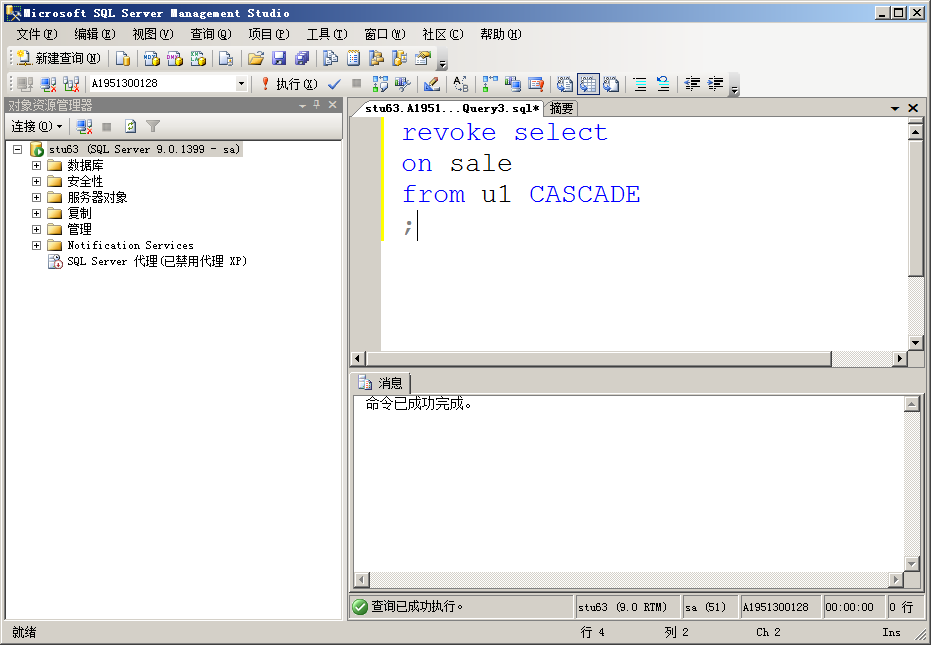 Microsoft SQL Server Management Studio
文件(F) 编辑(E) 视图(V) 查询(Q) 项目(P) 工具(T) 窗口(W) 社区(C) 帮助(H)
新建查询(N)
A1951300128 执行(X)
对象资源管理器
连接(O)
stu63 (SQL Server 9.0.1399 - sa)
数据库
安全性
服务器对象
复制
管理
Notification Services
SQL Server 代理(已禁用代理 XP)
stu63.A1951...Query3.sql* 摘要
revoke select
on sale
from u1 CASCADE
;
消息
命令已成功完成。
查询已成功执行。 stu63 (9.0 RTM) sa (51) A1951300128 00:00:00 0 行
就绪 行 4 列 2 Ch 2 Ins